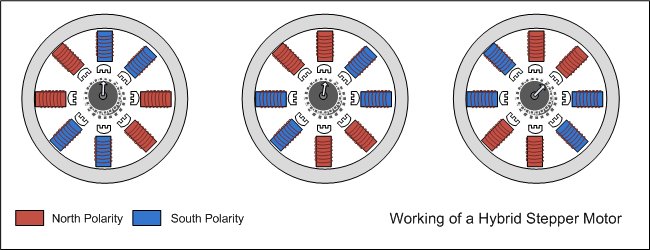 North Polarity
South Polarity
Working of a Hybrid Stepper Motor